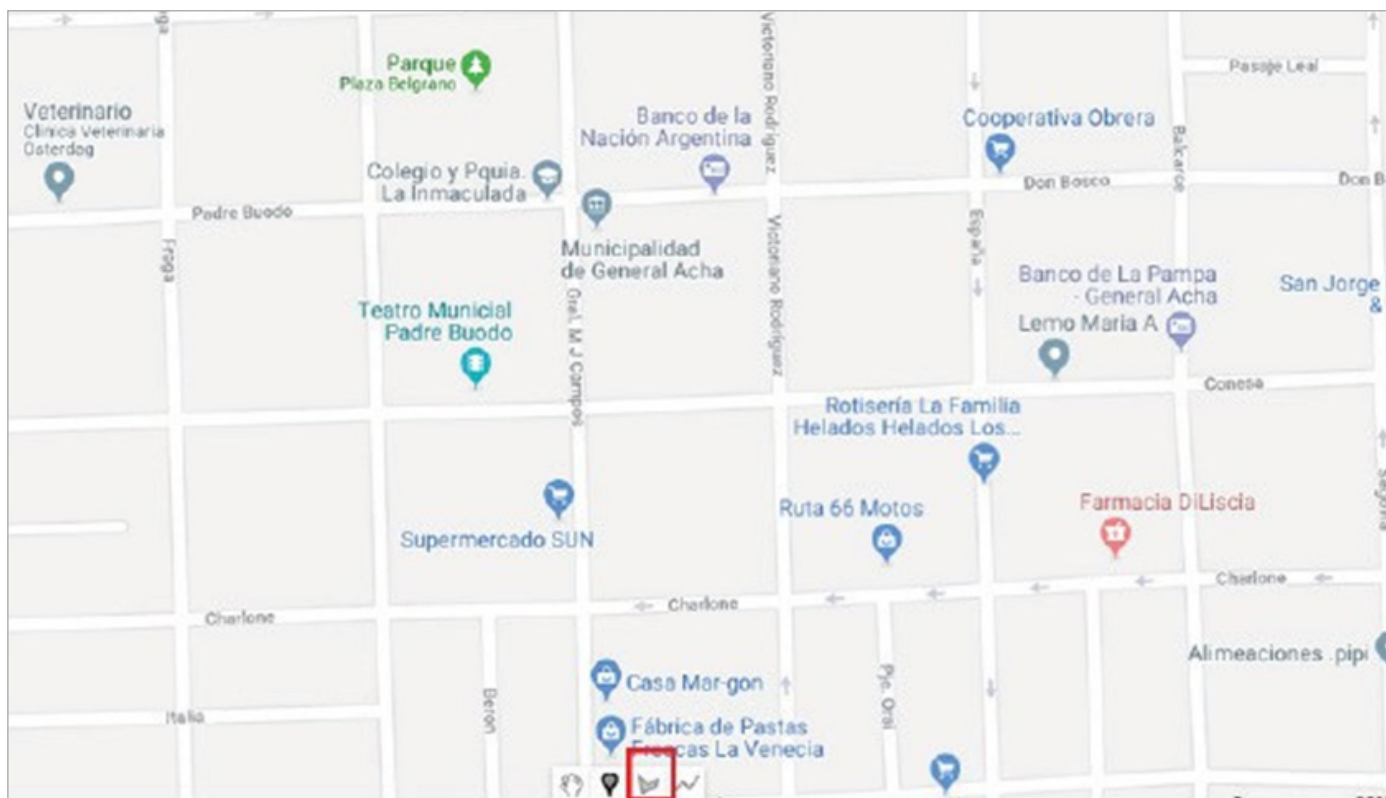 Victoriano Rodríguez
Parque
Plaza Belgrano
Pasaje Leal
Veterinario
Clinica Veterinaria
Osterdog
Banco de la
Nación Argentina
Cooperativa Obrera
Balcarce
Colegio y Pquia.
La Inmaculada
Don Bosco
Don B
Padre Buodo
Fraga
Municipalidad
de General Acha
Victoriano Rodríguez
España
Banco de La Pampa
- General Acha
San Jorge
&
Teatro Municial
Padre Buodo
Gral. M J Campos
Lemo Maria A
Conesa
Rotisería La Familia
Helados Helados Los...
Segovia
Supermercado SUN
Ruta 66 Motos
Farmacia DiLiscia
Charlone
Charlone
Charlone
Alimeaciones .pipi
Casa Mar-gon
Italia
Beron
Pje. Oral
Fábrica de Pastas
Frescas La Venecia